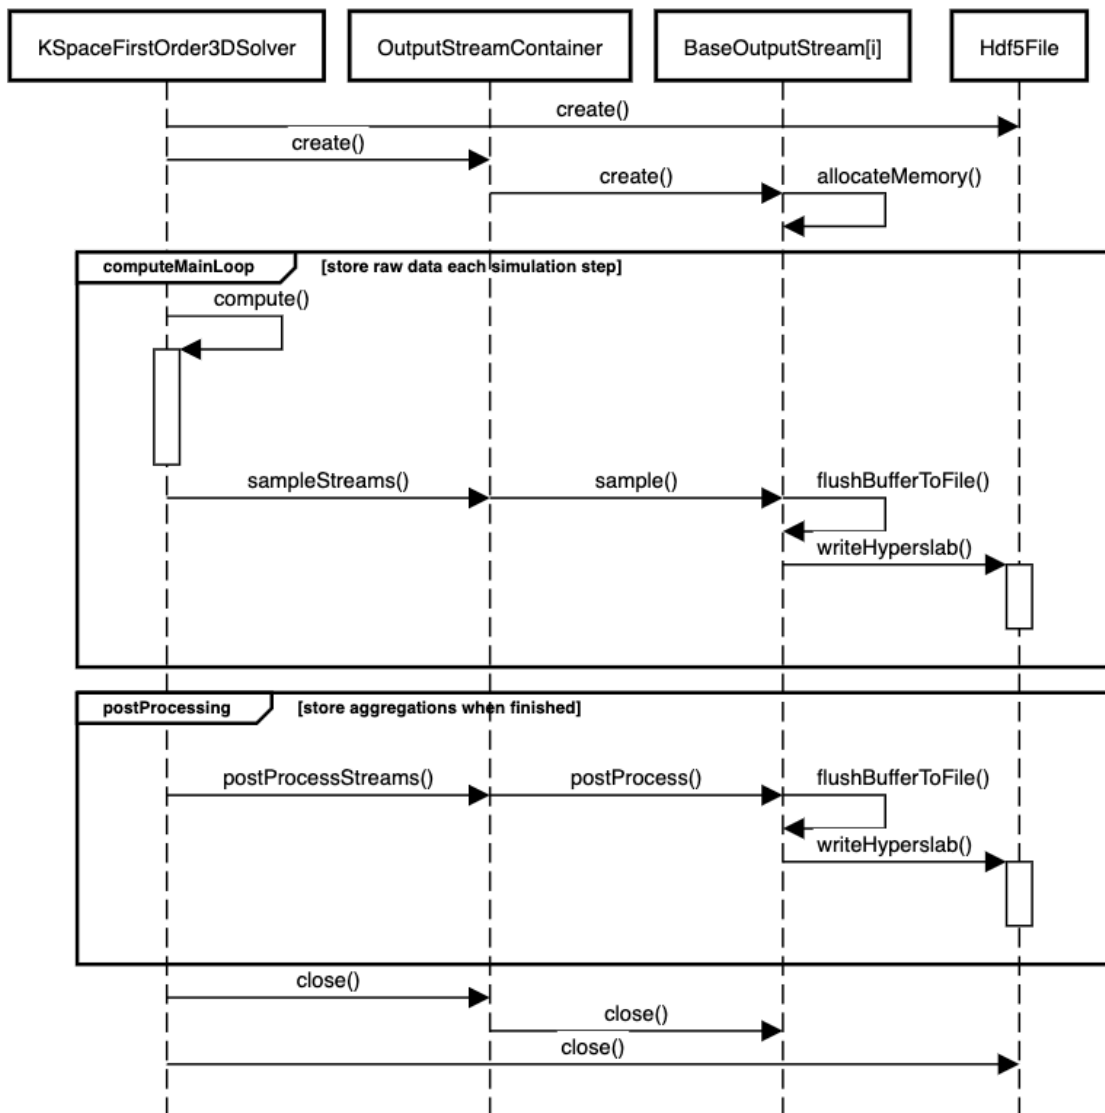 KSpaceFirstOrder3DSolver
OutputStreamContainer
BaseOutputStream[i]
Hdf5File
create()
create()
create()
allocateMemory()
computeMainLoop
[store raw data each simulation step]
compute()
sampleStreams()
sample()
flushBufferToFile()
writeHyperslab()
postProcessing
[store aggregations when finished]
postProcessStreams()
postProcess()
flushBufferToFile()
writeHyperslab()
close()
close()
close()